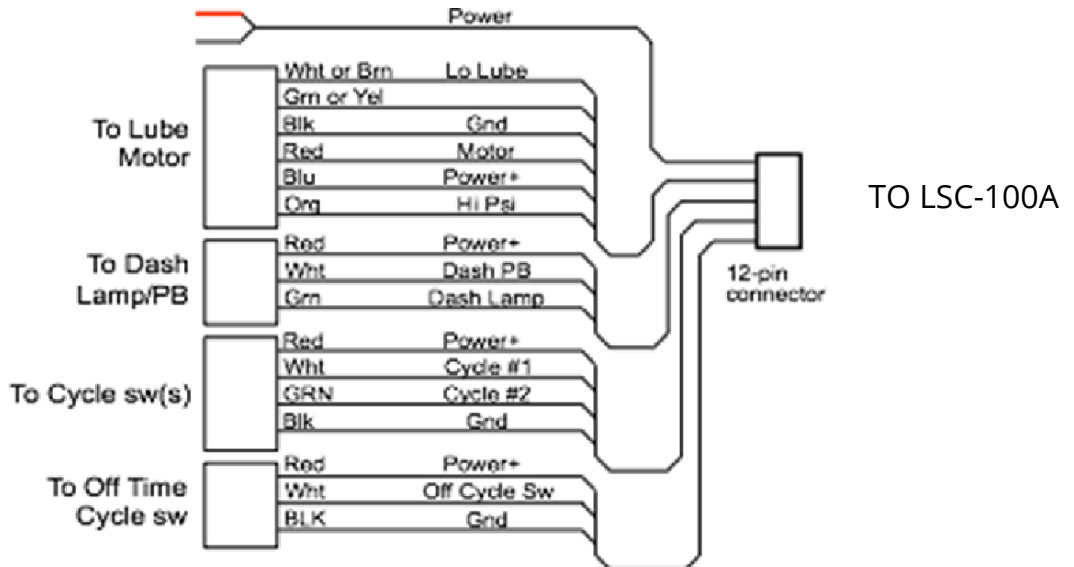 Power
To Lube
Motor
Wht or Brn Lo Lube
Grn or Yel
Blk Gnd
Red Motor
Blu Power+
Org Hi Psi
To Dash
Lamp/PB
Red Power+
Wht Dash PB
Grn Dash Lamp
To Cycle sw(s)
Red Power+
Wht Cycle #1
GRN Cycle #2
Blk Gnd
To Off Time
Cycle sw
Red Power+
Wht Off Cycle Sw
BLK Gnd
12-pin
connector
TO LSC-100A